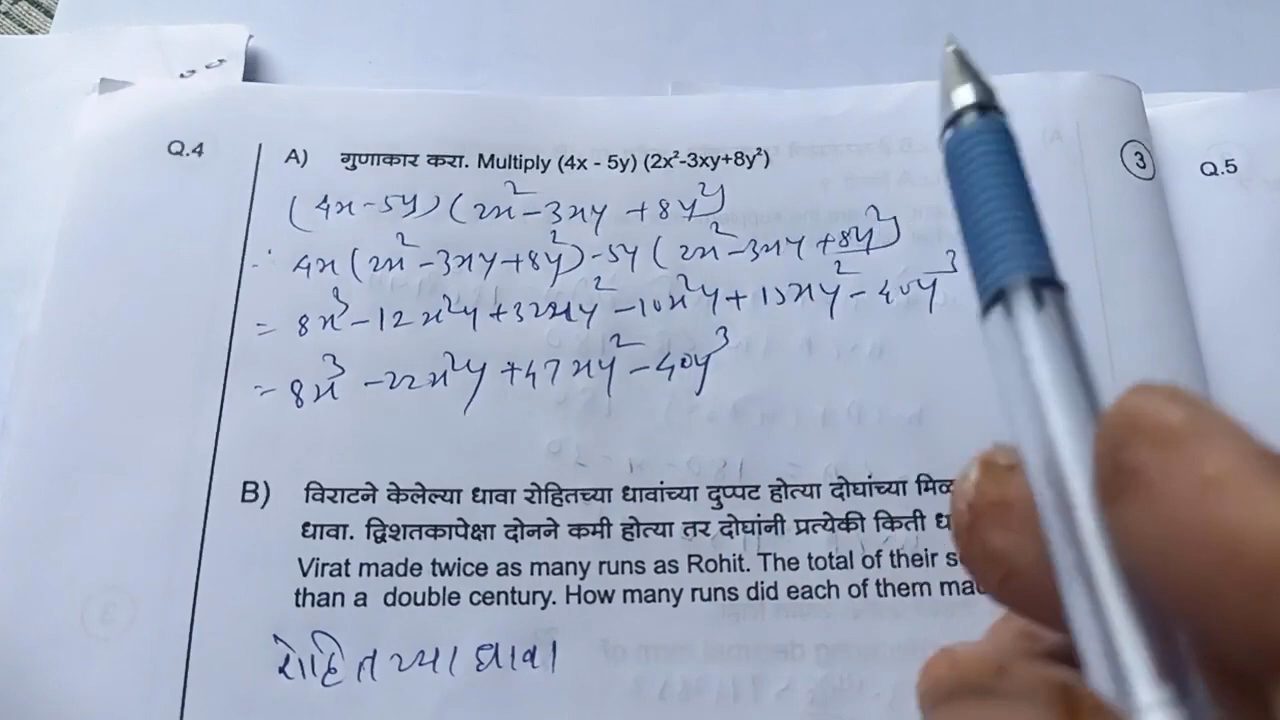 Q.4
A) गुणाकार करा. Multiply (4x - 5y) (2x²-3xy+8y²)
3
Q.5
(4x-5y) (2x² - 3xy + 8y²)
∴ 4x (2x² - 3xy + 8y²) - 5y (2x² - 3xy + 8y²)
= 8x³ - 12x²y + 32xy² - 10x²y + 15xy² - 40y³
= 8x³ - 22x²y + 47xy² - 40y³
B) विराटने केलेल्या धावा रोहितच्या धावांच्या दुप्पट होत्या दोघांच्या
धावा. द्विशतकापेक्षा दोनने कमी होत्या तर दोघांनी प्रत्येकी किती
Virat made twice as many runs as Rohit. The total of their
than a double century. How many runs did each of them
रोहितच्या धावा